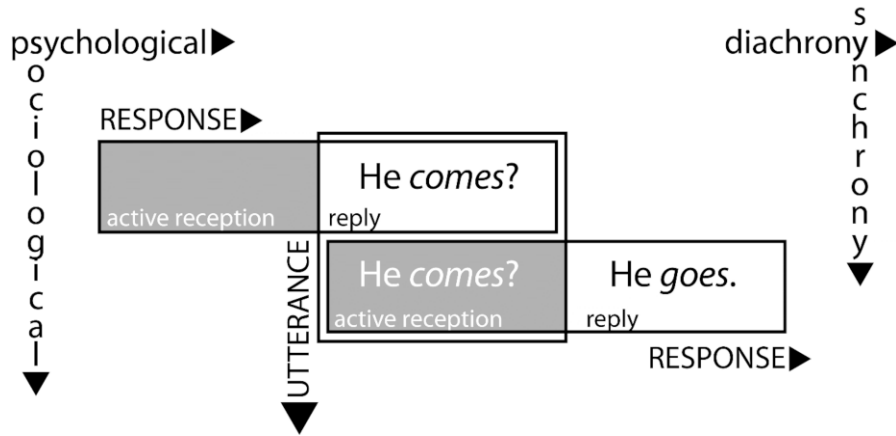 psychological
sociological
diachrony
synchrony
RESPONSE
He comes?
active reception
reply
UTTERANCE
He comes?
He goes.
active reception
reply
RESPONSE